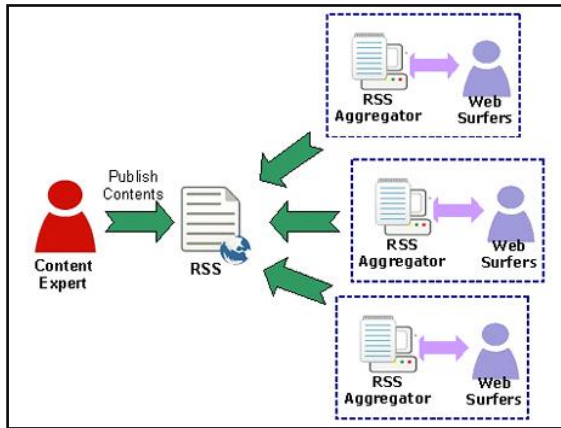 RSS
Aggregator
Web
Surfers
Publish
Contents
Content
Expert
RSS
RSS
Aggregator
Web
Surfers
RSS
Aggregator
Web
Surfers